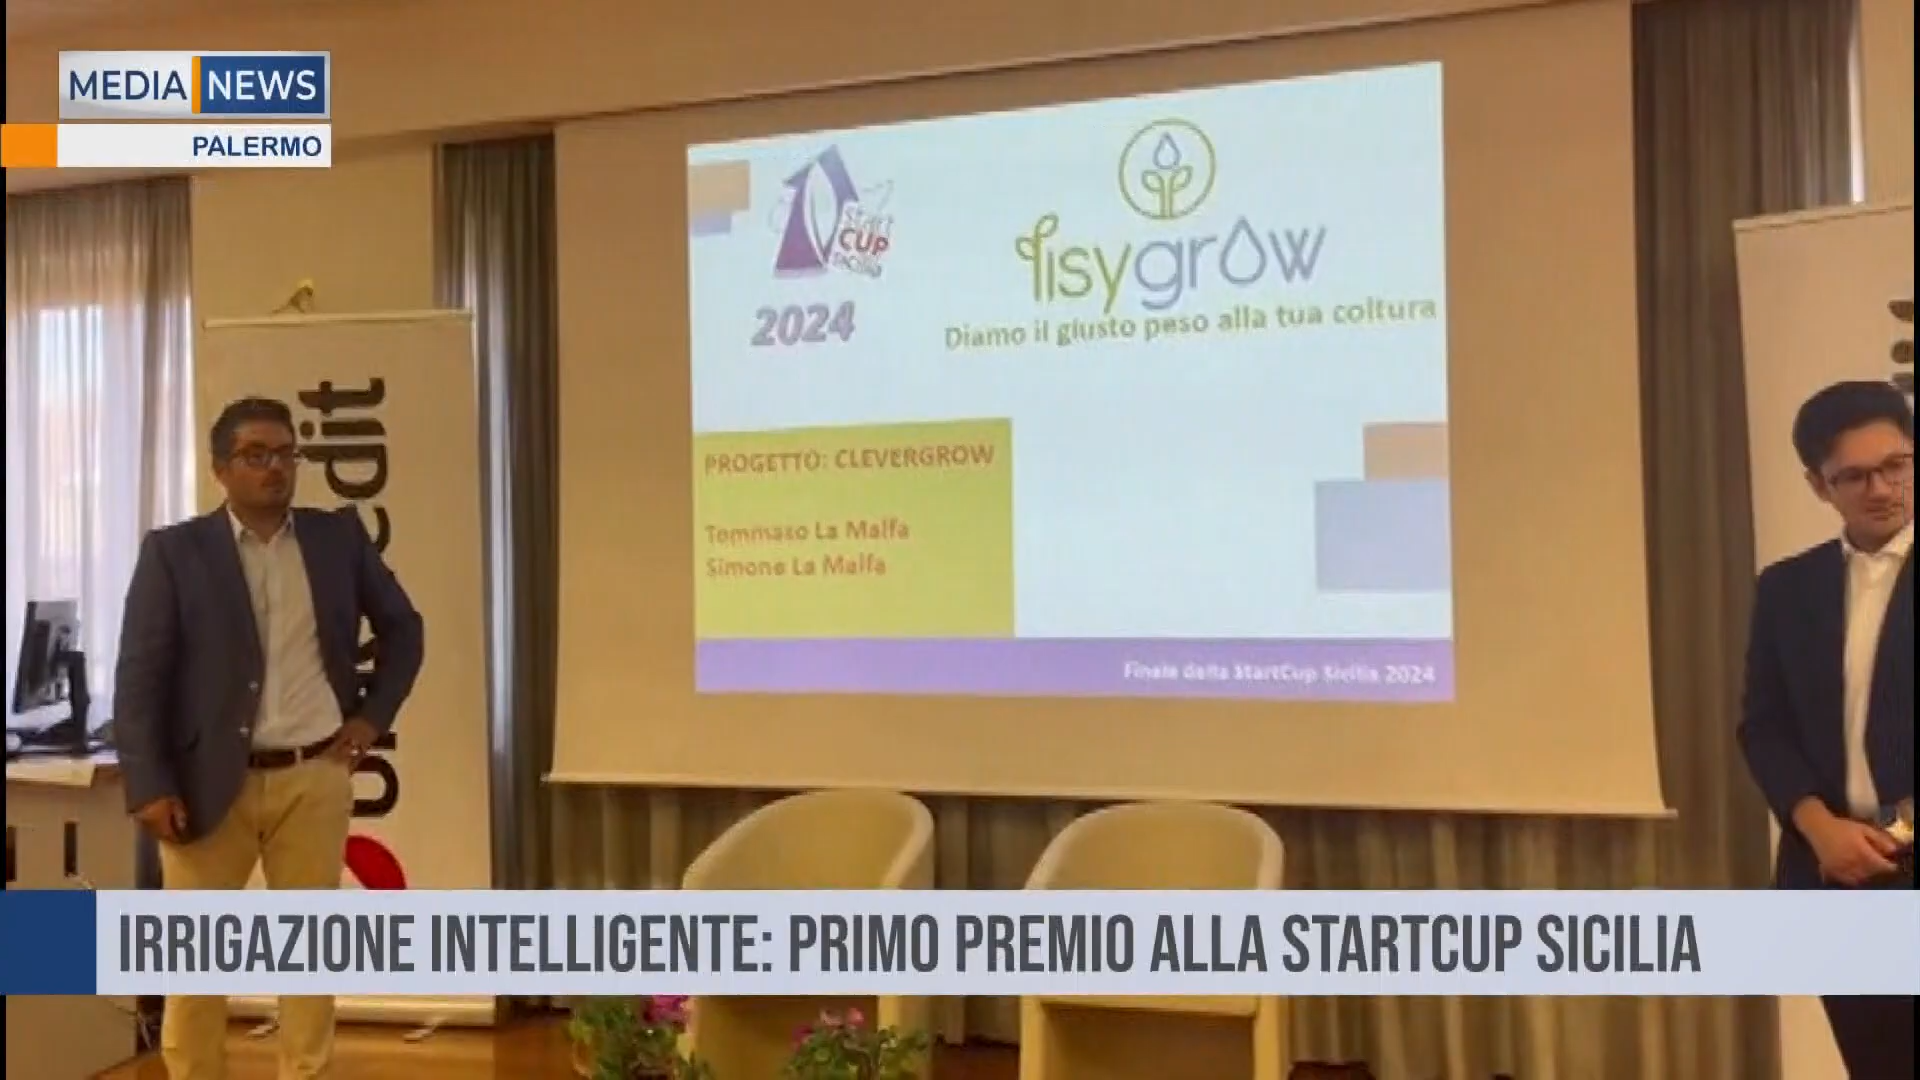 MEDIA NEWS
PALERMO
Start
CUP
SICILIA
2024
fisygrow
Diamo il giusto peso alla tua coltura
PROGETTO: CLEVERGROW
Tommaso La Malfa
Simone La Malfa
Finale della StartCup Sicilia 2024
IRRIGAZIONE INTELLIGENTE: PRIMO PREMIO ALLA STARTCUP SICILIA